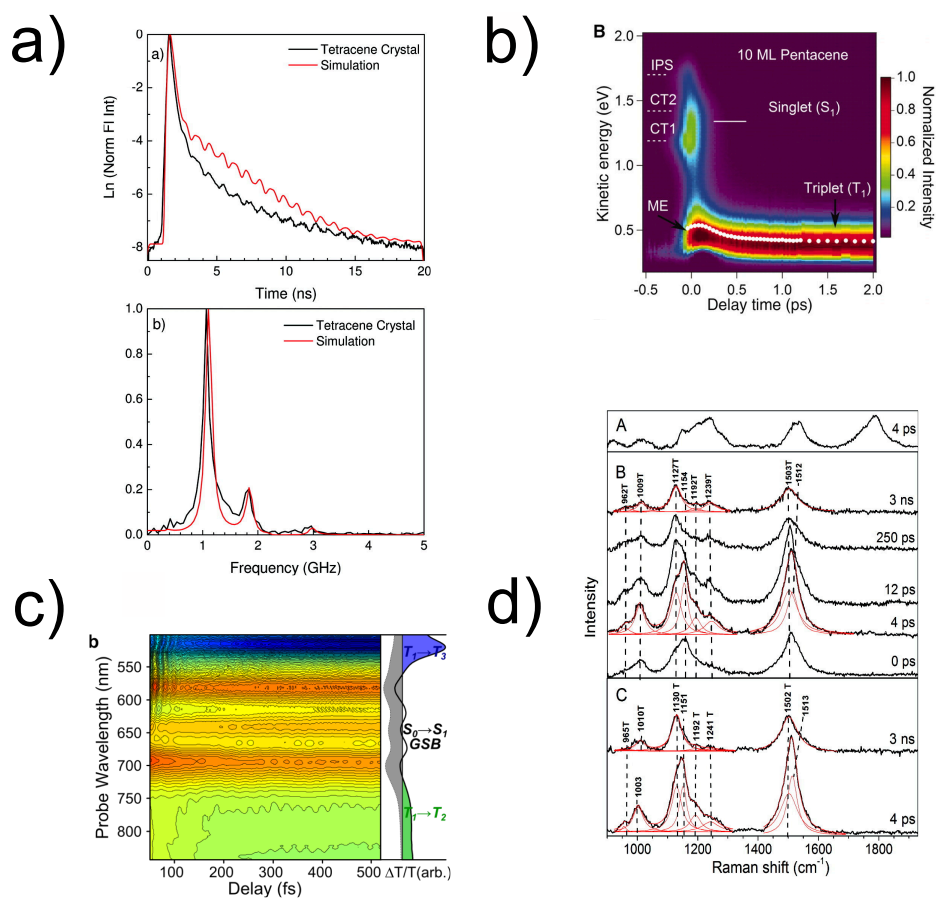 a)
a)
Tetracene Crystal
Simulation
Ln (Norm Fl Int)
0
-2
-4
-6
-8
0
5
10
15
20
Time (ns)
b)
Tetracene Crystal
Simulation
1.0
0.8
0.6
0.4
0.2
0.0
0
1
2
3
4
5
Frequency (GHz)
b)
B
10 ML Pentacene
Kinetic energy (eV)
2.0
1.5
1.0
0.5
IPS
CT2
CT1
ME
Singlet (S1)
Triplet (T1)
-0.5
0.0
0.5
1.0
1.5
2.0
Delay time (ps)
1.0
0.8
0.6
0.4
0.2
Normalized Intensity
c)
b
Probe Wavelength (nm)
550
600
650
700
750
800
100
200
300
400
500
Delay (fs)
T1→T3
S0→S1
GSB
T1→T2
ΔT/T(arb.)
d)
A
4 ps
B
962T
1009T
1127T
1154
1192T
1239T
1503T
-1512
3 ns
250 ps
12 ps
4 ps
0 ps
Intensity
C
965T
1010T
1003
1130 T
1151
1192 T
1241 T
1502 T
1513
3 ns
4 ps
1000
1200
1400
1600
1800
Raman shift (cm-1)